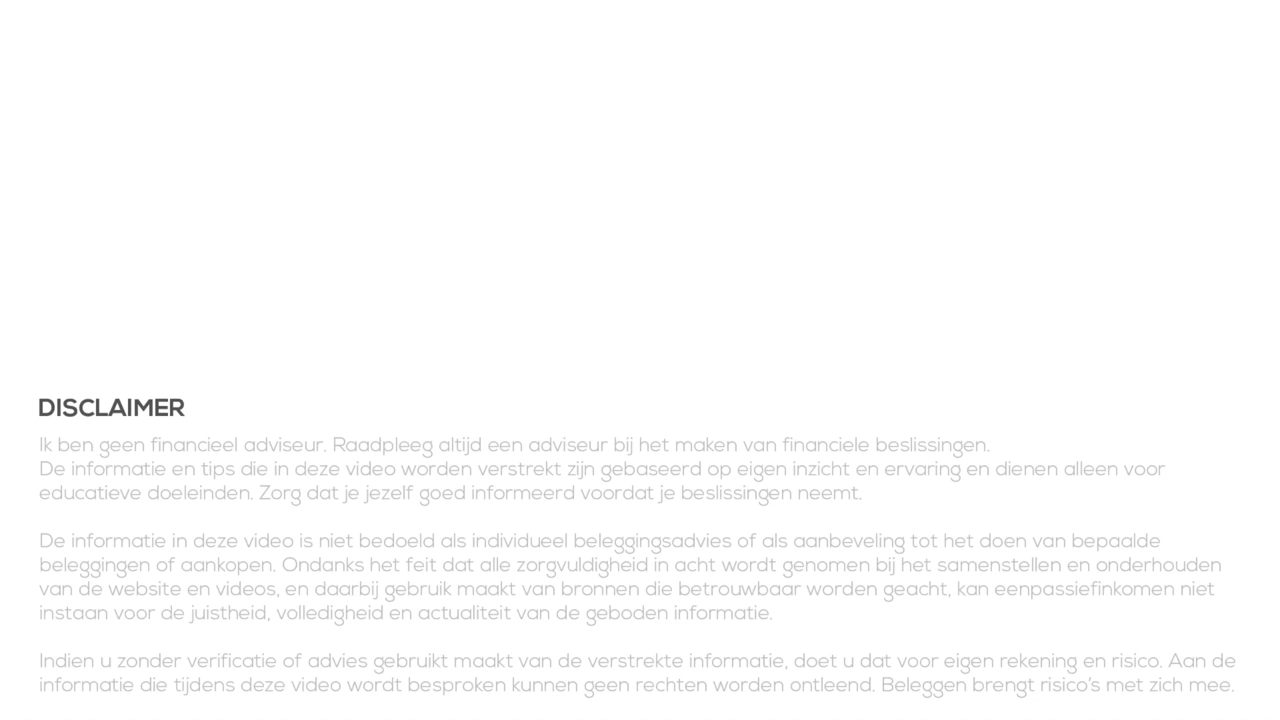 DISCLAIMER
Ik ben geen financieel adviseur. Raadpleeg altijd een adviseur bij het maken van financiele beslissingen.
De informatie en tips die in deze video worden verstrekt zijn gebaseerd op eigen inzicht en ervaring en dienen alleen voor
educatieve doeleinden. Zorg dat je jezelf goed informeerd voordat je beslissingen neemt.
De informatie in deze video is niet bedoeld als individueel beleggingsadvies of als aanbeveling tot het doen van bepaalde
beleggingen of aankopen. Ondanks het feit dat alle zorgvuldigheid in acht wordt genomen bij het samenstellen en onderhouden
van de website en videos, en daarbij gebruik maakt van bronnen die betrouwbaar worden geacht, kan eenpassiefinkomen niet
instaan voor de juistheid, volledigheid en actualiteit van de geboden informatie.
Indien u zonder verificatie of advies gebruikt maakt van de verstrekte informatie, doet u dat voor eigen rekening en risico. Aan de
informatie die tijdens deze video wordt besproken kunnen geen rechten worden ontleend. Beleggen brengt risico's met zich mee.